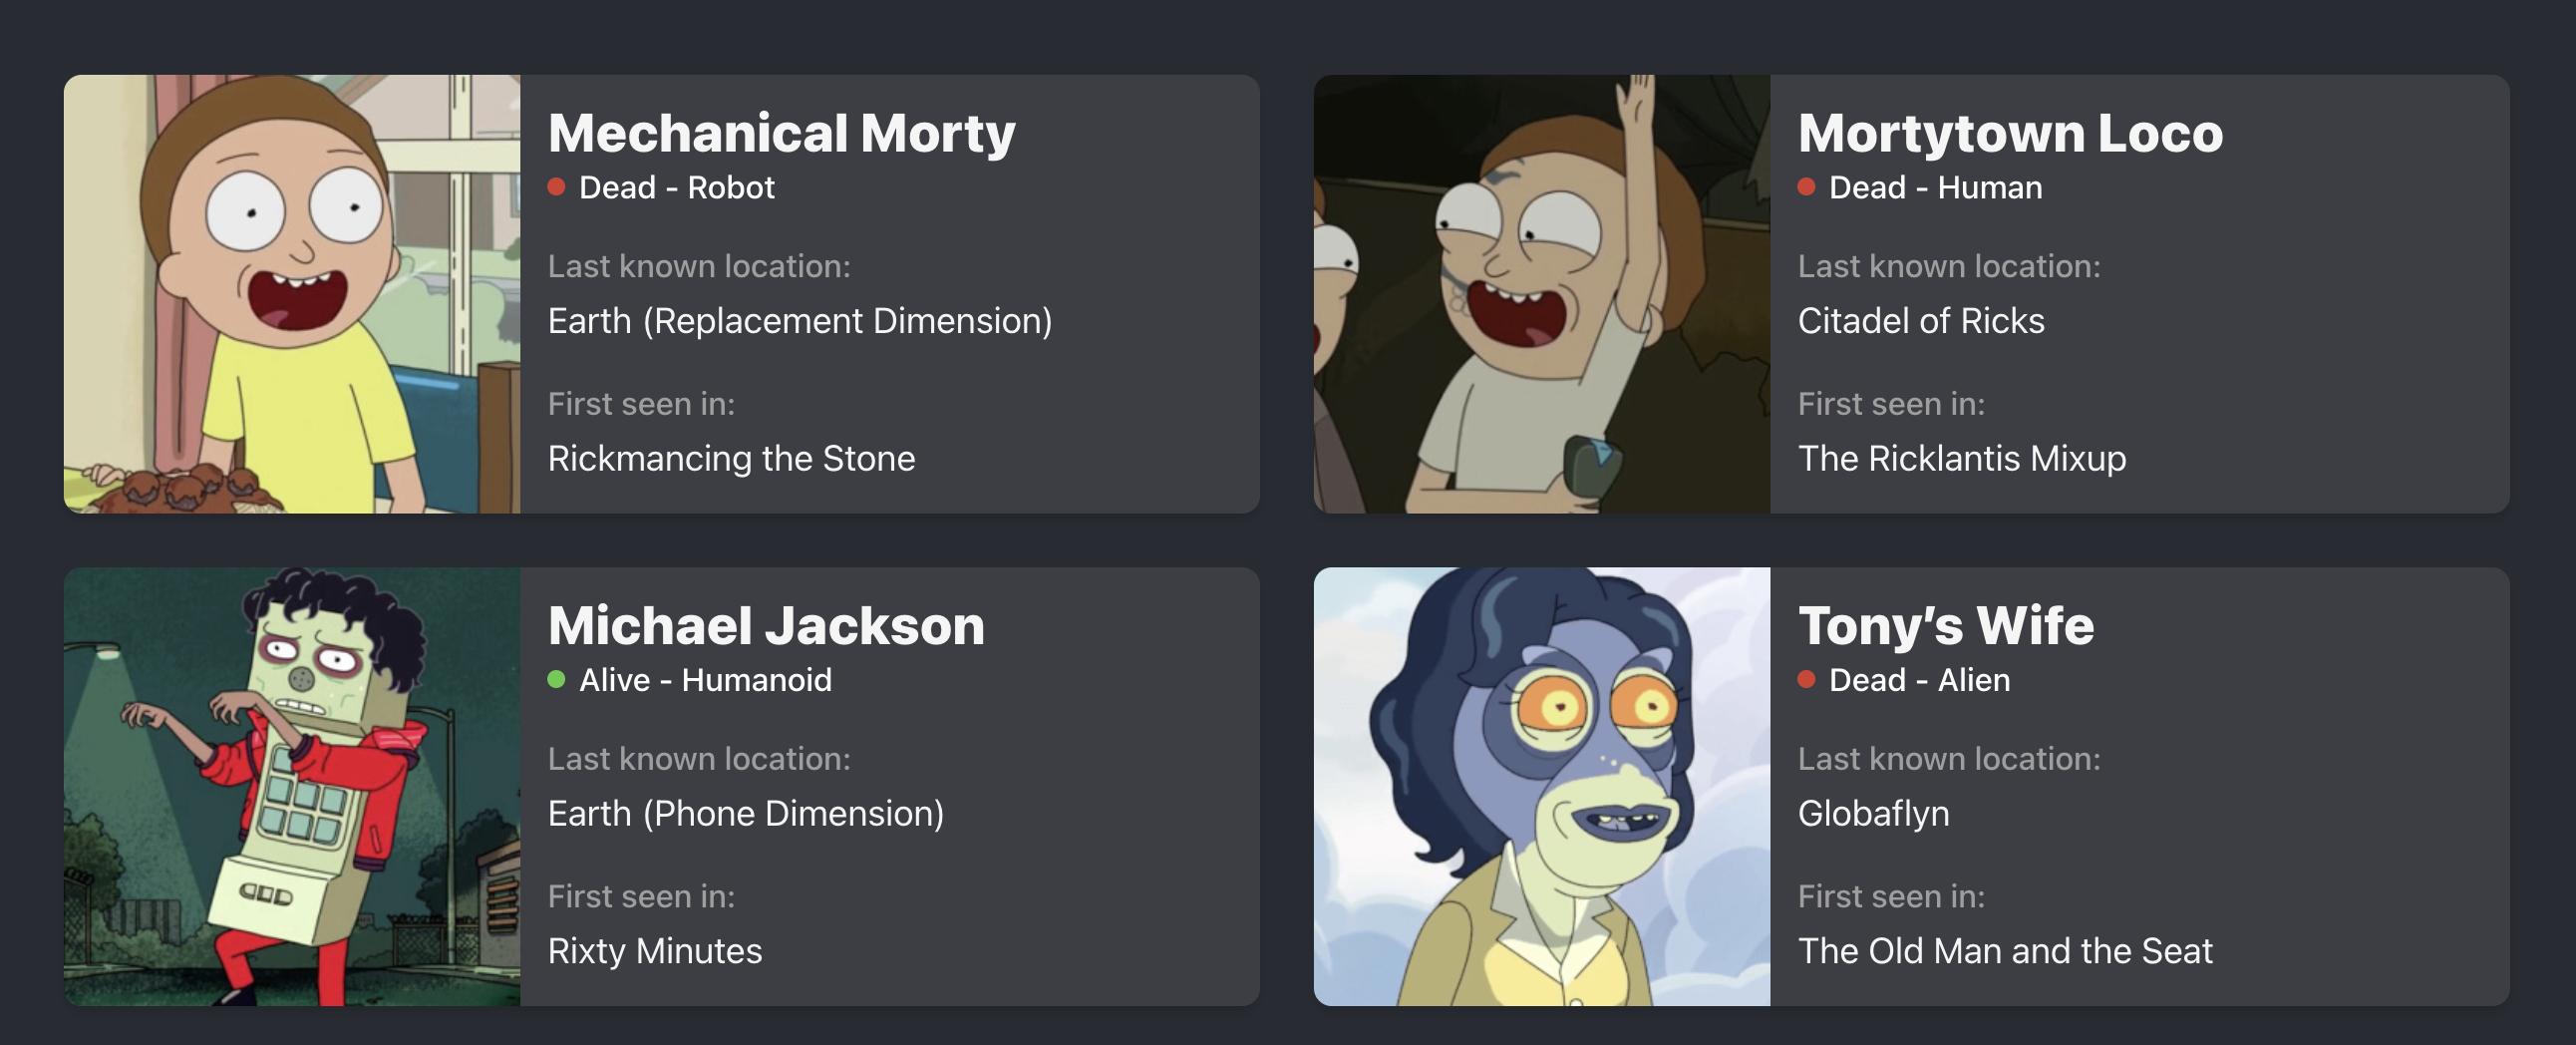 Mechanical Morty
Dead - Robot
Last known location:
Earth (Replacement Dimension)
First seen in:
Rickmancing the Stone
Mortytown Loco
Dead - Human
Last known location:
Citadel of Ricks
First seen in:
The Ricklantis Mixup
Michael Jackson
Alive - Humanoid
Last known location:
Earth (Phone Dimension)
First seen in:
Rixty Minutes
Tony’s Wife
Dead - Alien
Last known location:
Globaflyn
First seen in:
The Old Man and the Seat